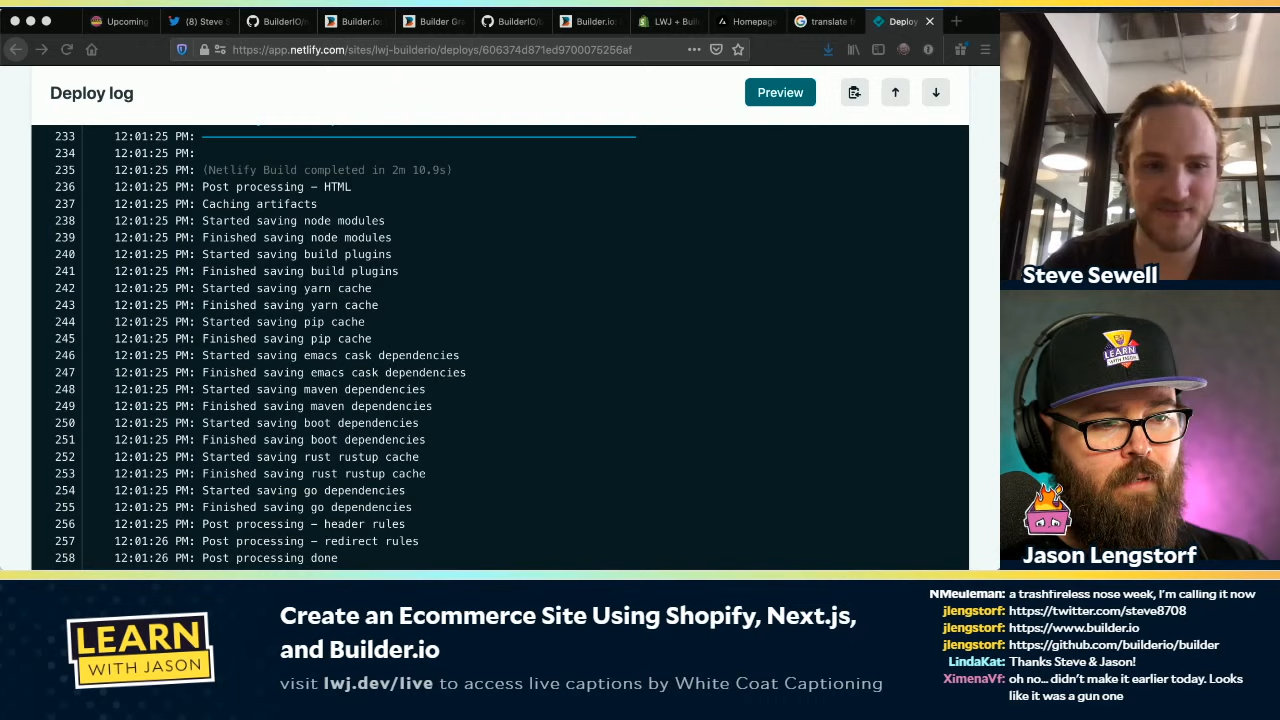 Upcoming
(8) Steve S
BuilderIO/m
Builder.io:
Builder Gra
BuilderIO/b
Builder.io:
LWJ + Buil
Homepage
translate fr
Deploy
https://app.netlify.com/sites/lwj-builderio/deploys/606374d871ed9700075256af
Deploy log
Preview
233 12:01:25 PM:
234 12:01:25 PM:
235 12:01:25 PM: (Netlify Build completed in 2m 10.9s)
236 12:01:25 PM: Post processing - HTML
237 12:01:25 PM: Caching artifacts
238 12:01:25 PM: Started saving node modules
239 12:01:25 PM: Finished saving node modules
240 12:01:25 PM: Started saving build plugins
241 12:01:25 PM: Finished saving build plugins
242 12:01:25 PM: Started saving yarn cache
243 12:01:25 PM: Finished saving yarn cache
244 12:01:25 PM: Started saving pip cache
245 12:01:25 PM: Finished saving pip cache
246 12:01:25 PM: Started saving emacs cask dependencies
247 12:01:25 PM: Finished saving emacs cask dependencies
248 12:01:25 PM: Started saving maven dependencies
249 12:01:25 PM: Finished saving maven dependencies
250 12:01:25 PM: Started saving boot dependencies
251 12:01:25 PM: Finished saving boot dependencies
252 12:01:25 PM: Started saving rust rustup cache
253 12:01:25 PM: Finished saving rust rustup cache
254 12:01:25 PM: Started saving go dependencies
255 12:01:25 PM: Finished saving go dependencies
256 12:01:25 PM: Post processing - header rules
257 12:01:26 PM: Post processing - redirect rules
258 12:01:26 PM: Post processing done
Steve Sewell
LEARN
WITH JASON
Jason Lengstorf
LEARN
WITH JASON
Create an Ecommerce Site Using Shopify, Next.js,
and Builder.io
visit lwj.dev/live to access live captions by White Coat Captioning
NMeuleman: a trashfireless nose week, I'm calling it now
jlengstorf: https://twitter.com/steve8708
jlengstorf: https://www.builder.io
jlengstorf: https://github.com/builderio/builder
LindaKat: Thanks Steve & Jason!
XimenaVf: oh no... didn't make it earlier today. Looks
like it was a gun one